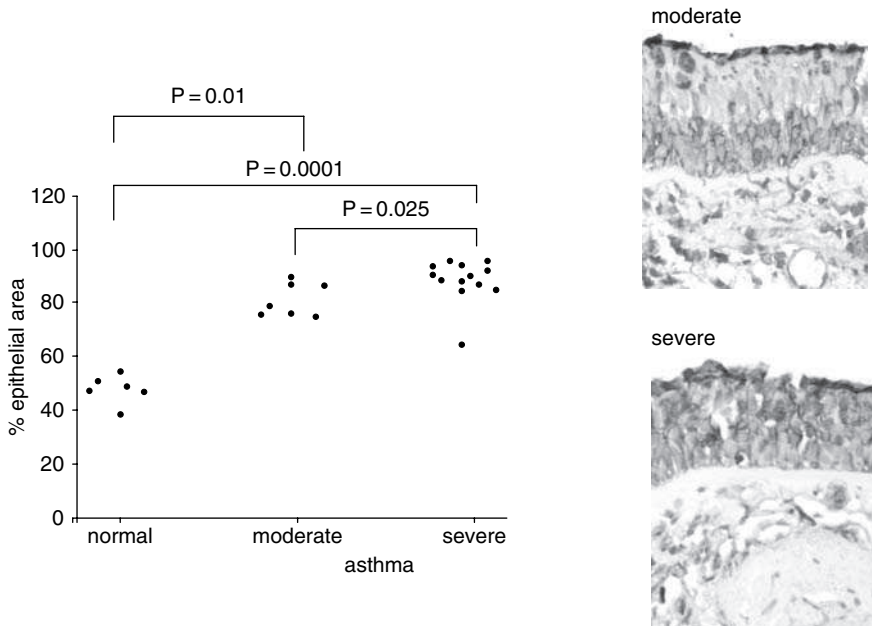 moderate
P = 0.01
P = 0.0001
P = 0.025
120
100
80
60
40
20
0
% epithelial area
normal
moderate
severe
asthma
severe